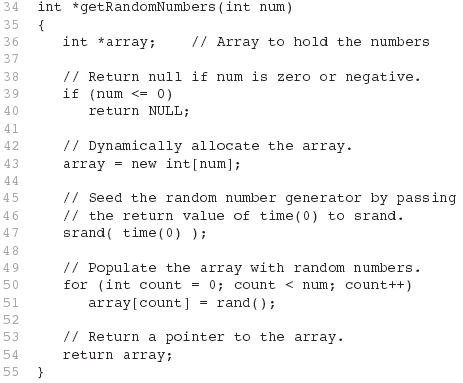 34 int *getRandomNumbers(int num)
35 {
36    int *array;    // Array to hold the numbers
37
38    // Return null if num is zero or negative.
39    if (num <= 0)
40       return NULL;
41
42    // Dynamically allocate the array.
43    array = new int[num];
44
45    // Seed the random number generator by passing
46    // the return value of time(0) to srand.
47    srand( time(0) );
48
49    // Populate the array with random numbers.
50    for (int count = 0; count < num; count++)
51       array[count] = rand();
52
53    // Return a pointer to the array.
54    return array;
55 }